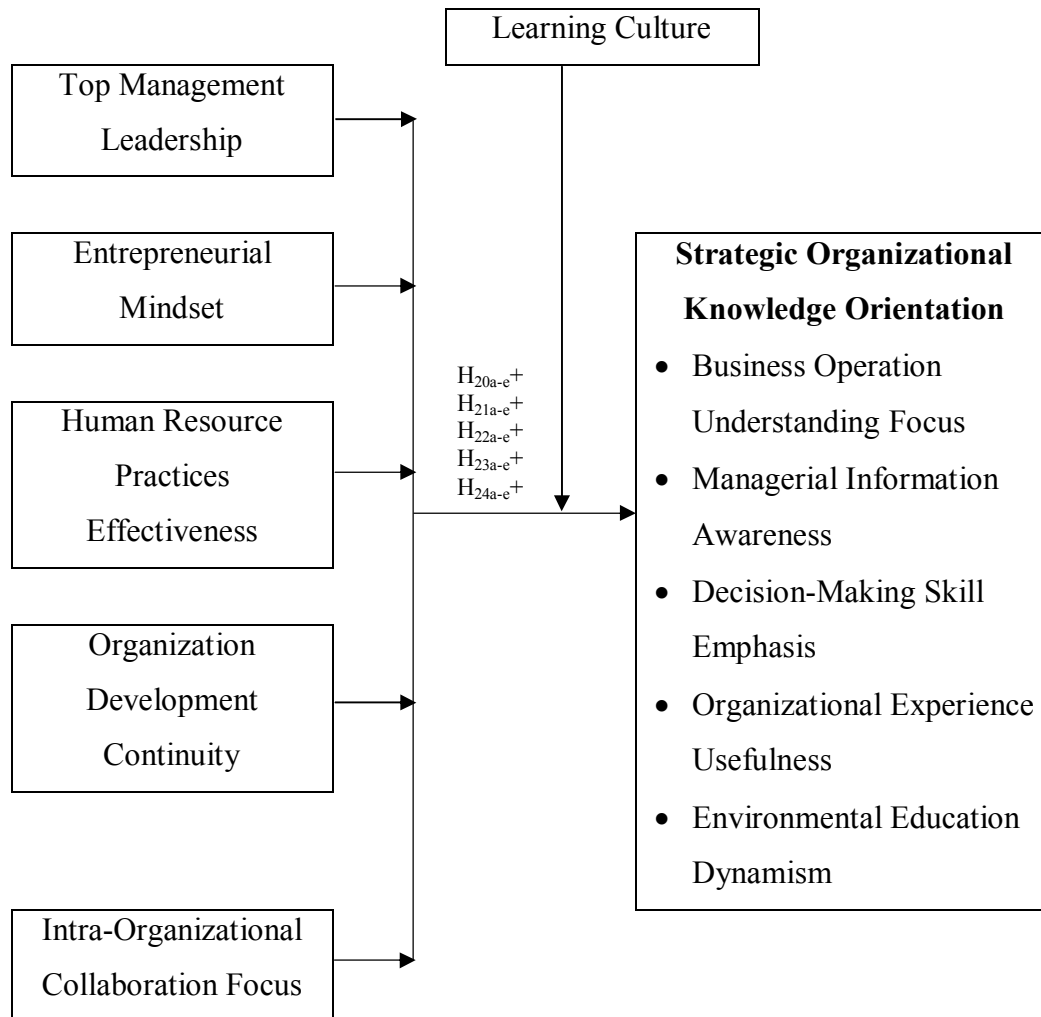 Learning Culture
Top Management
Leadership
Entrepreneurial
Mindset
Human Resource
Practices
Effectiveness
Organization
Development
Continuity
Intra-Organizational
Collaboration Focus
H20a-e+
H21a-e+
H22a-e+
H23a-e+
H24a-e+
Strategic Organizational
Knowledge Orientation
• Business Operation
Understanding Focus
• Managerial Information
Awareness
• Decision-Making Skill
Emphasis
• Organizational Experience
Usefulness
• Environmental Education
Dynamism